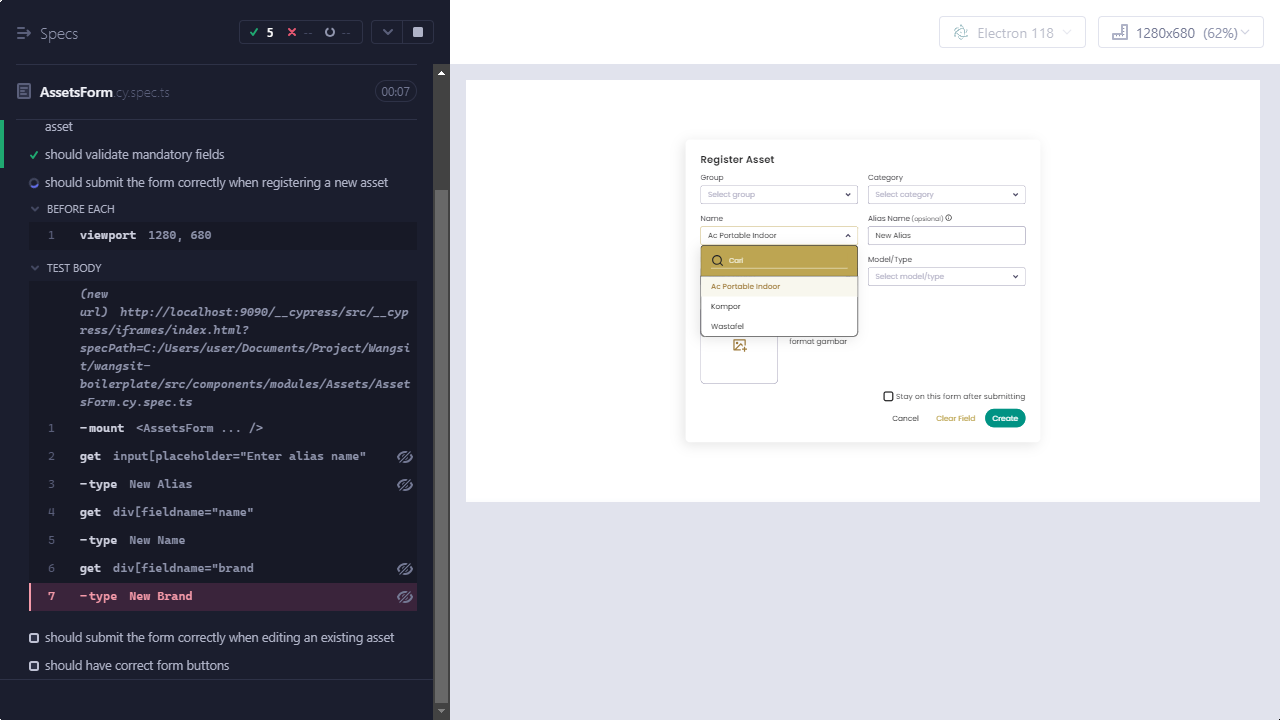 Specs
5
--
--
Electron 118
1280x680 (62%)
AssetsForm.cy.spec.ts
00:07
asset
should validate mandatory fields
should submit the form correctly when registering a new asset
BEFORE EACH
1 viewport 1280, 680
TEST BODY
(new
url) http://localhost:9090/__cypress/src/__cyp
ress/iframes/index.html?
specPath=C:/Users/user/Documents/Project/Wangsi
t/wangsit-
boilerplate/src/components/modules/Assets/Asset
sForm.cy.spec.ts
1 -mount <AssetsForm ... />
2 get input[placeholder="Enter alias name"
3 -type New Alias
4 get div[fieldname="name"
5 -type New Name
6 get div[fieldname="brand
7 -type New Brand
should submit the form correctly when editing an existing asset
should have correct form buttons
Register Asset
Group
Category
Select group
Select category
Name
Alias Name (opsional)
Ac Portable Indoor
New Alias
Cari
Model/Type
Select model/type
Ac Portable Indoor
Kompor
Wastafel
format gambar
Stay on this form after submitting
Cancel
Clear Field
Create